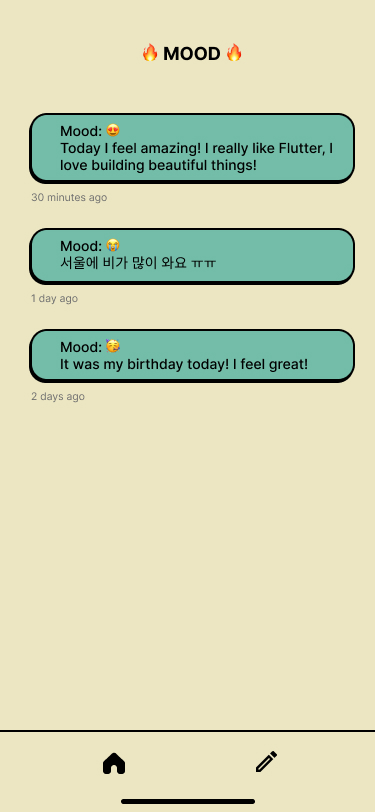 🔥 MOOD 🔥
Mood: 😍
Today I feel amazing! I really like Flutter, I
love building beautiful things!
30 minutes ago
Mood: 😭
서울에 비가 많이 와요 ㅠㅠ
1 day ago
Mood: 🥳
It was my birthday today! I feel great!
2 days ago